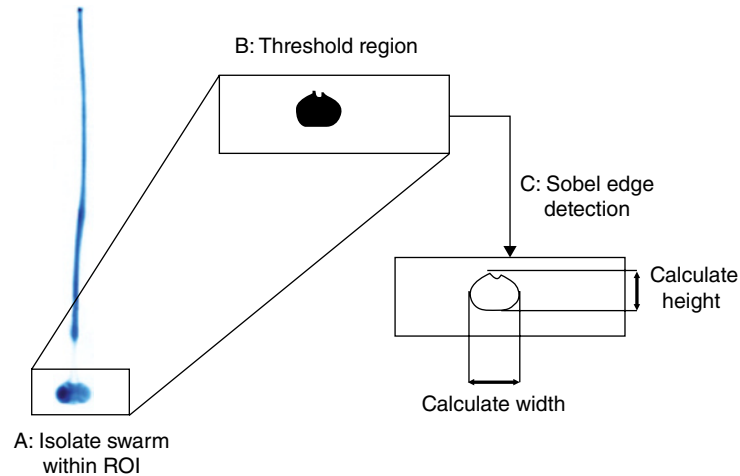 B: Threshold region
C: Sobel edge
detection
Calculate
height
Calculate width
A: Isolate swarm
within ROI